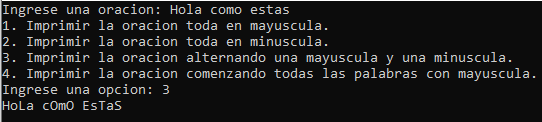 Ingrese una oracion: Hola como estas
1. Imprimir la oracion toda en mayuscula.
2. Imprimir la oracion toda en minuscula.
3. Imprimir la oracion alternando una mayuscula y una minuscula.
4. Imprimir la oracion comenzando todas las palabras con mayuscula.
Ingrese una opcion: 3
HoLa cOmO EsTaS